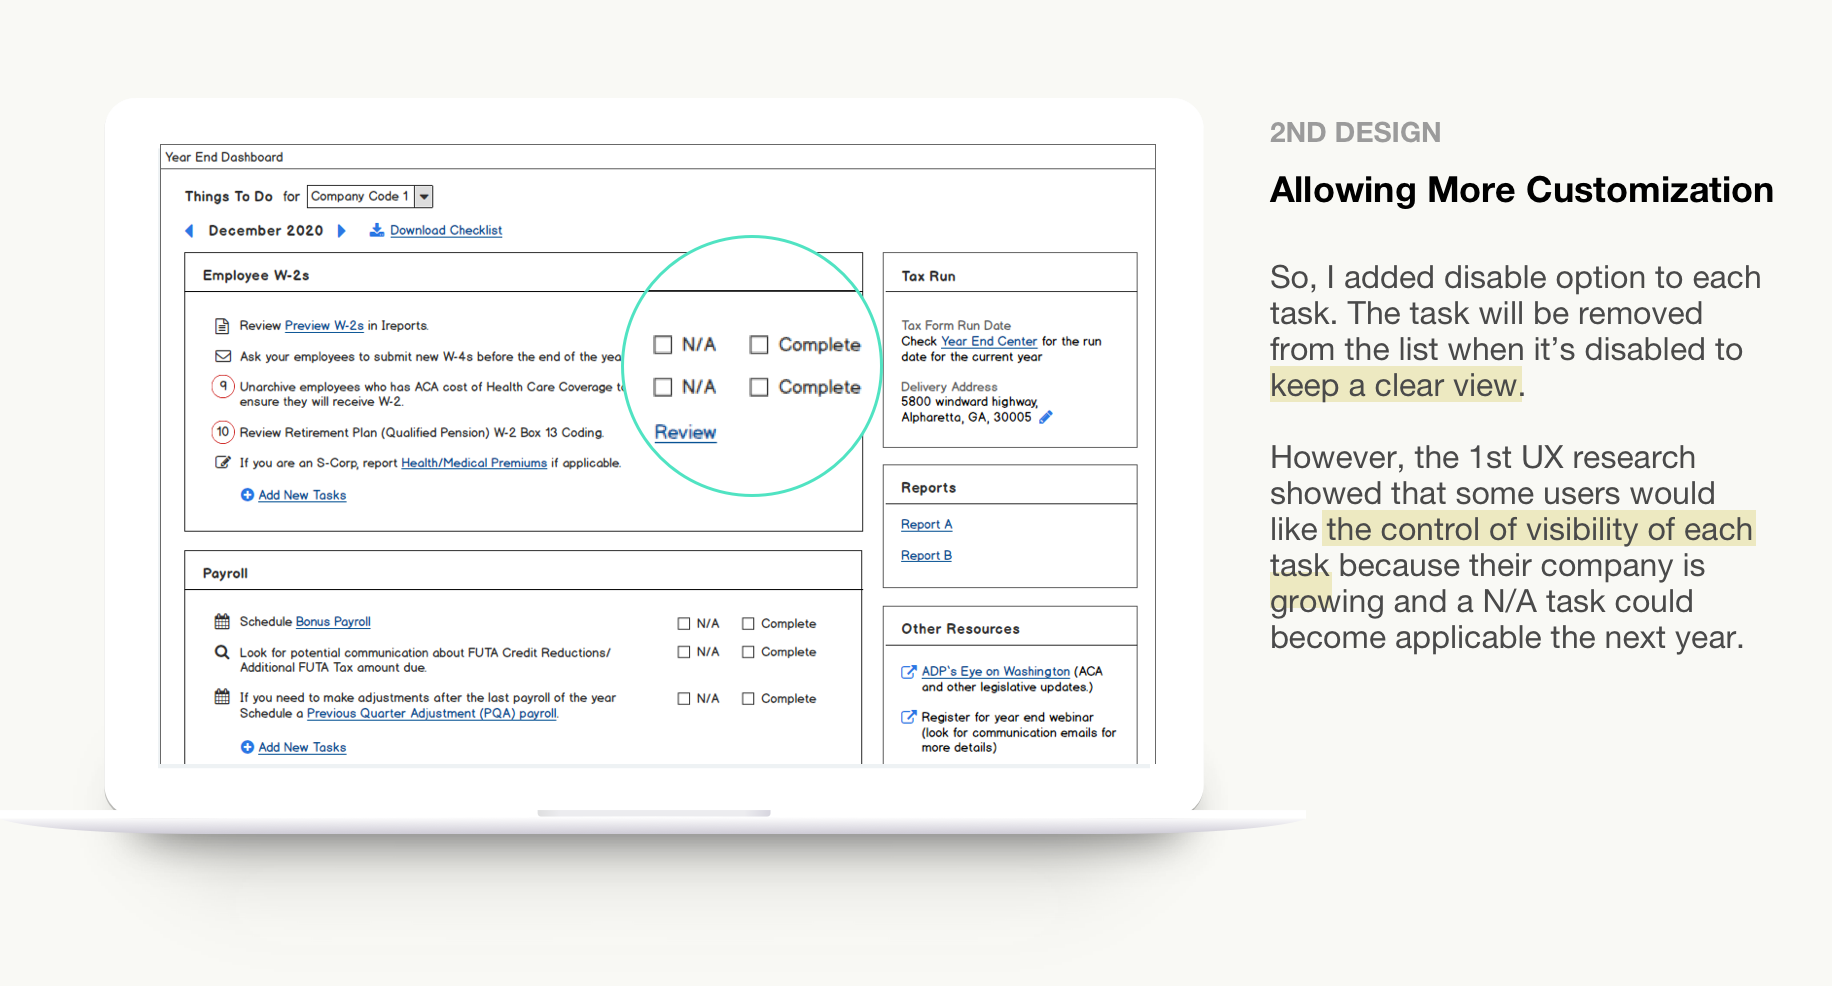 Year End Dashboard
Things To Do for Company Code 1
December 2020 Download Checklist
Employee W-2s
Review Preview W-2s in Ireports.
Ask your employees to submit new W-4s before the end of the yea
9 Unarchive employees who has ACA cost of Health Care Coverage to
ensure they will receive W-2.
10 Review Retirement Plan (Qualified Pension) W-2 Box 13 Coding.
If you are an S-Corp, report Health/Medical Premiums if applicable.
Add New Tasks
N/A Complete
N/A Complete
Review
Payroll
Schedule Bonus Payroll N/A Complete
Look for potential communication about FUTA Credit Reductions/ N/A Complete
Additional FUTA Tax amount due.
If you need to make adjustments after the last payroll of the year N/A Complete
Schedule a Previous Quarter Adjustment (PQA) payroll.
Add New Tasks
Tax Run
Tax Form Run Date
Check Year End Center for the run
date for the current year
Delivery Address
5800 windward highway,
Alpharetta, GA, 30005
Reports
Report A
Report B
Other Resources
ADP's Eye on Washington (ACA
and other legislative updates.)
Register for year end webinar
(look for communication emails for
more details)
2ND DESIGN
Allowing More Customization
So, I added disable option to each
task. The task will be removed
from the list when it's disabled to
keep a clear view.
However, the 1st UX research
showed that some users would
like the control of visibility of each
task because their company is
growing and a N/A task could
become applicable the next year.